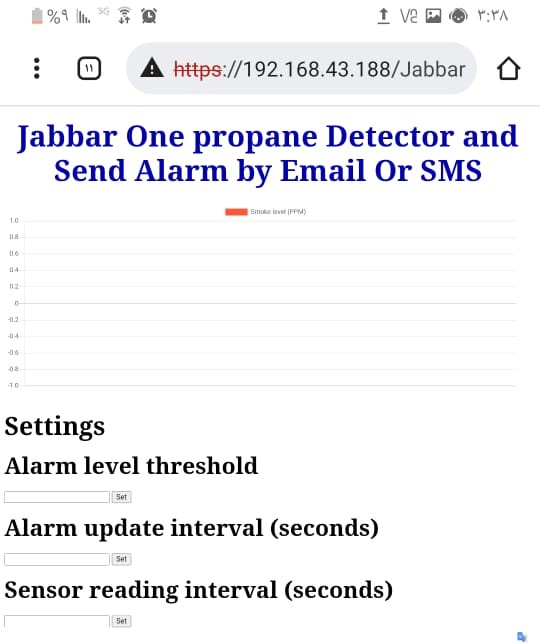 %٩ 3G V2 ٣:٣٨
١١ https://192.168.43.188/Jabbar
Jabbar One propane Detector and
Send Alarm by Email Or SMS
Smoke level (PPM)
1.0
0.8
0.6
0.4
0.2
0
-0.2
-0.4
-0.6
-0.8
-1.0
Settings
Alarm level threshold
Set
Alarm update interval (seconds)
Set
Sensor reading interval (seconds)
Set